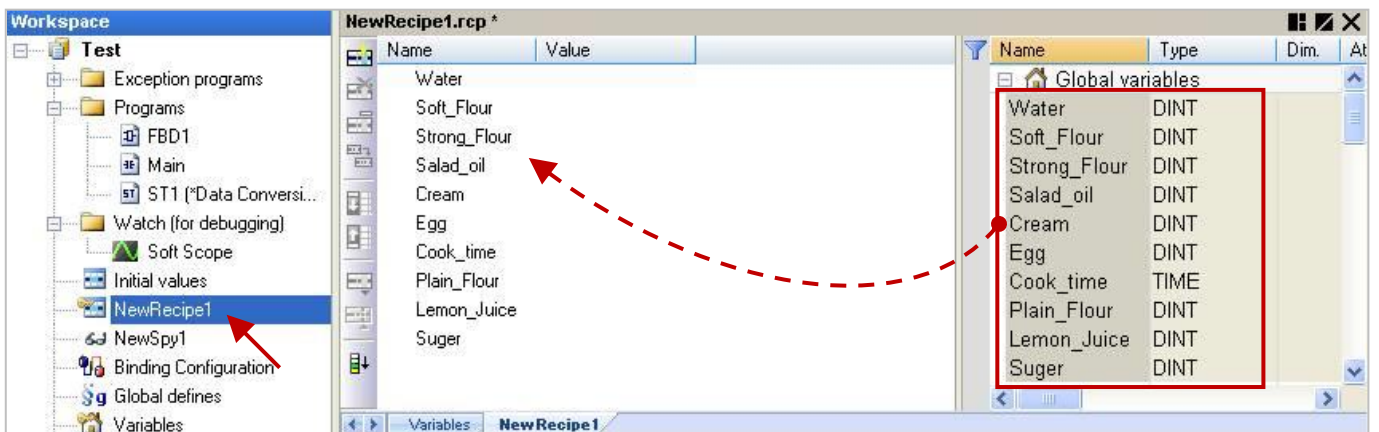 Workspace
Test
Exception programs
Programs
FBD1
Main
ST1 (*Data Conversi...
Watch (for debugging)
Soft Scope
Initial values
NewRecipe1
NewSpy1
Binding Configuration
Global defines
Variables
NewRecipe1.rcp *
Name Value
Water
Soft_Flour
Strong_Flour
Salad_oil
Cream
Egg
Cook_time
Plain_Flour
Lemon_Juice
Suger
Variables NewRecipe1
Name Type Dim. At
Global variables
Water DINT
Soft_Flour DINT
Strong_Flour DINT
Salad_oil DINT
Cream DINT
Egg DINT
Cook_time TIME
Plain_Flour DINT
Lemon_Juice DINT
Suger DINT